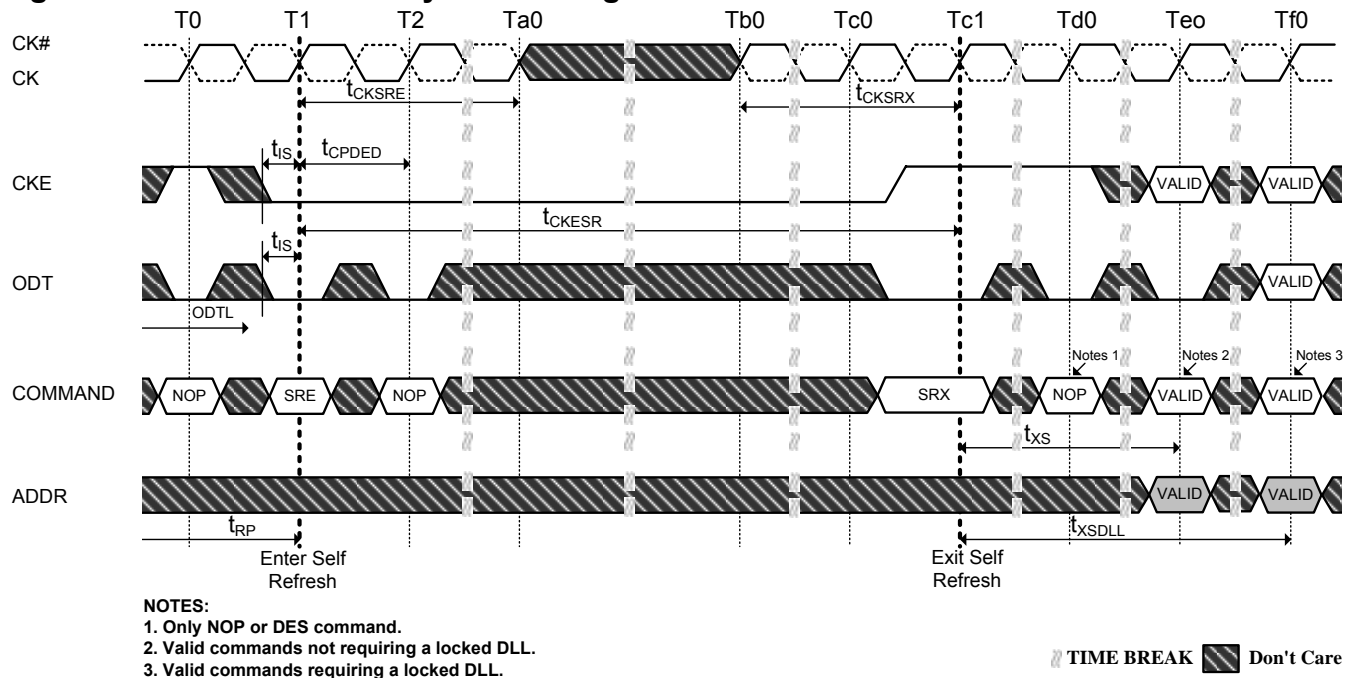 T0 T1 T2 Ta0 Tb0 Tc0 Tc1 Td0 Teo Tf0
CK#
CK
tCKSRE tCKSRX
tIS tCPDED
CKE VALID VALID
tCKESR
tIS
ODT VALID
ODTL
Notes 1 Notes 2 Notes 3
COMMAND NOP SRE NOP SRX NOP VALID VALID
tXS
ADDR VALID VALID
tRP tXSDLL
Enter Self Refresh
Exit Self Refresh
NOTES:
1. Only NOP or DES command.
2. Valid commands not requiring a locked DLL.
3. Valid commands requiring a locked DLL.
TIME BREAK Don't Care